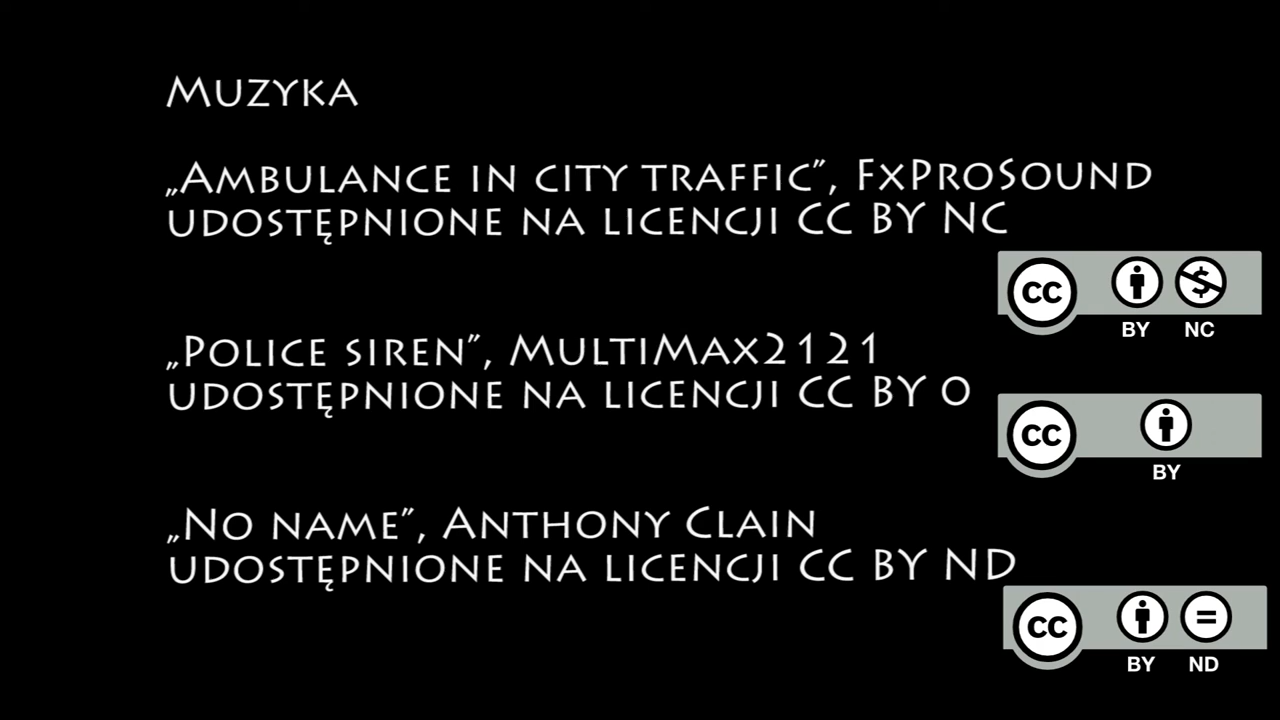 Muzyka
„Ambulance in city traffic”, FxProSound
udostępnione na licencji CC BY NC
CC BY NC
„Police siren”, MultiMax2121
udostępnione na licencji CC BY 0
CC BY
„No name”, Anthony Clain
udostępnione na licencji CC BY ND
CC = BY ND